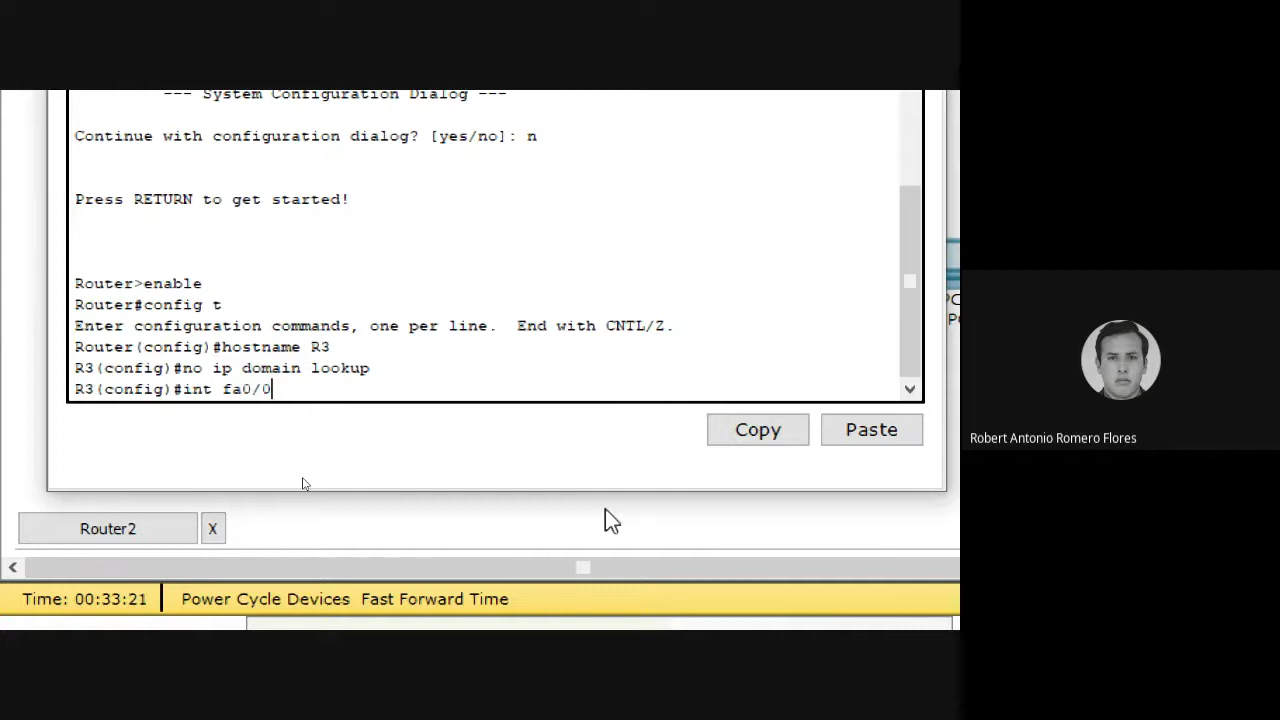 --- System Configuration Dialog ---
Continue with configuration dialog? [yes/no]: n
Press RETURN to get started!
Router>enable
Router#config t
Enter configuration commands, one per line.  End with CNTL/Z.
Router(config)#hostname R3
R3(config)#no ip domain lookup
R3(config)#int fa0/0
Copy
Paste
Router2
X
Time: 00:33:21
Power Cycle Devices
Fast Forward Time
Robert Antonio Romero Flores